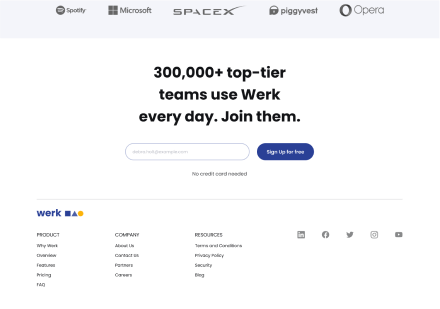 Spotify Microsoft SPACEX piggyvest Opera
300,000+ top-tier
teams use Werk
every day. Join them.
Sign Up for free
No credit card needed
werk
PRODUCT COMPANY RESOURCES
Why Werk About Us Terms and Conditions
Overview Contact Us Privacy Policy
Features Partners Security
Pricing Careers Blog
FAQ